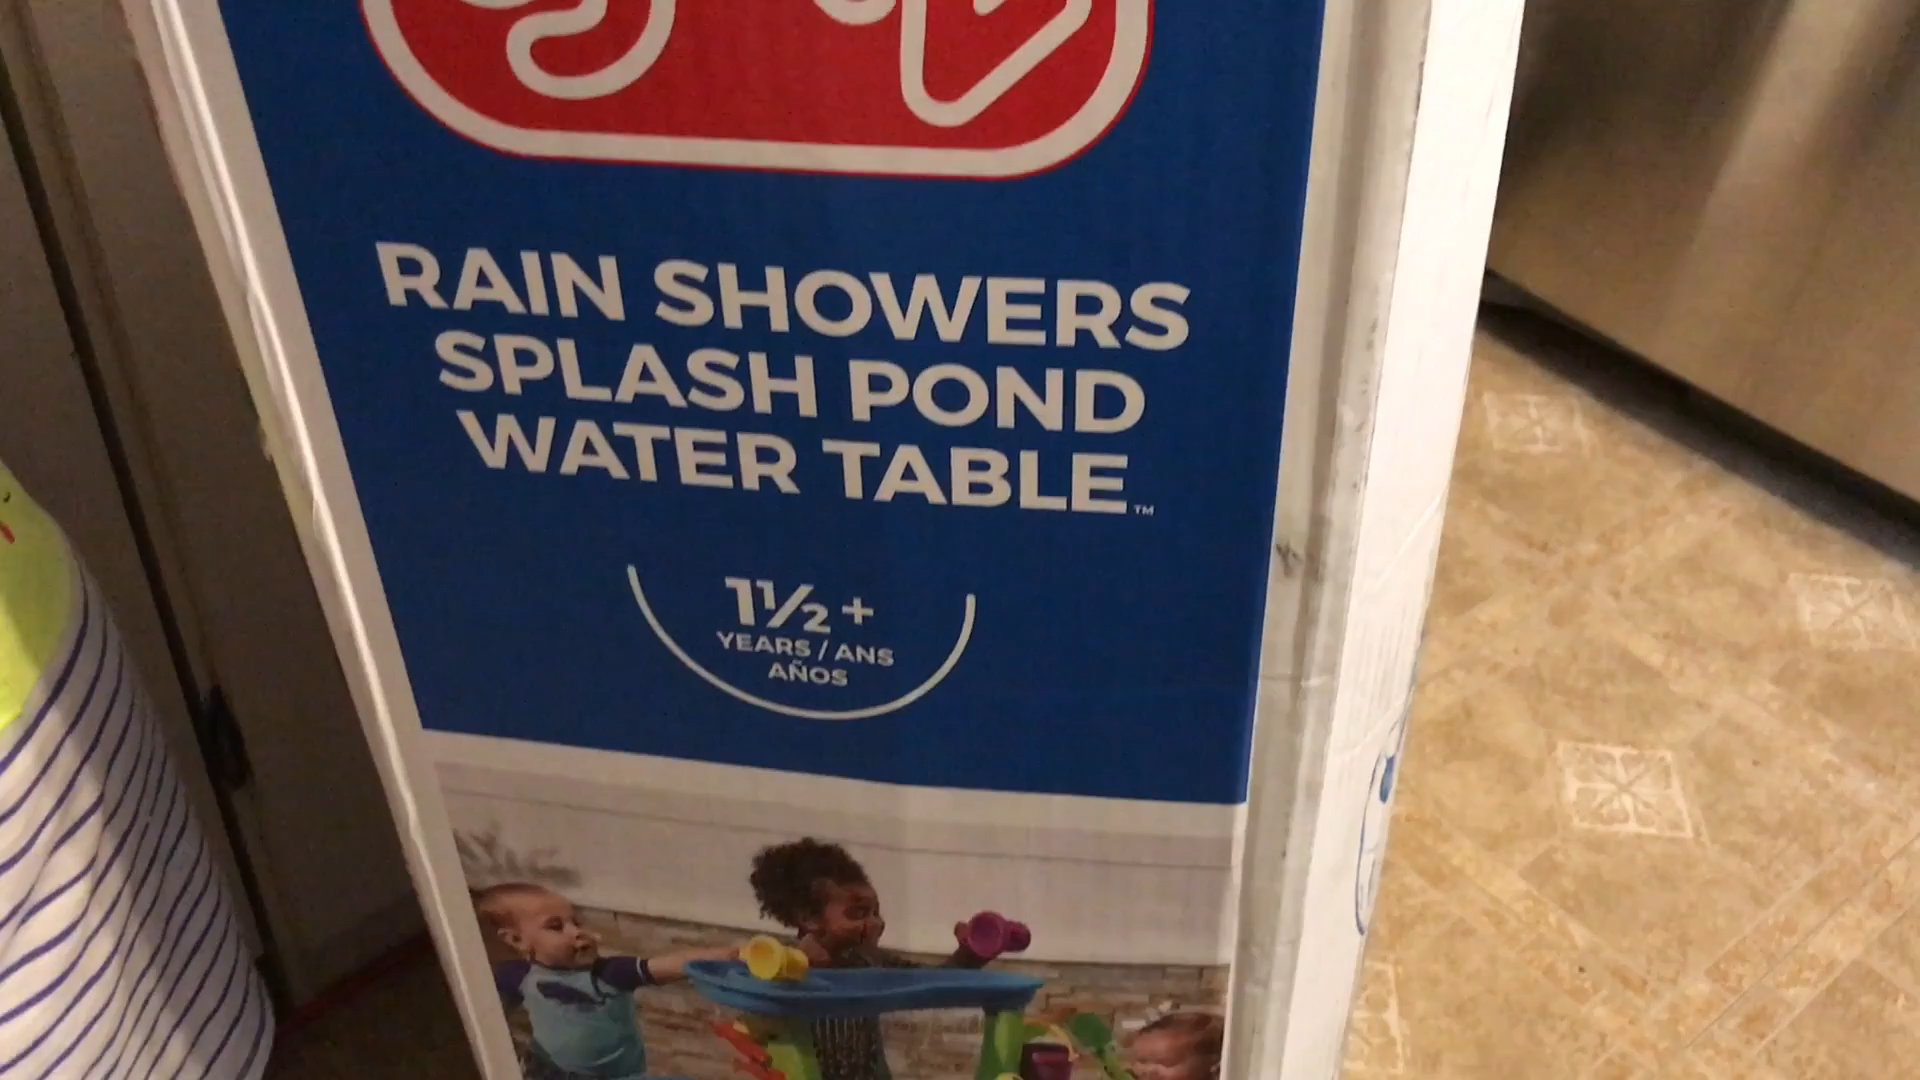 RAIN SHOWERS
SPLASH POND
WATER TABLE™
1½+
YEARS / ANS
AÑOS